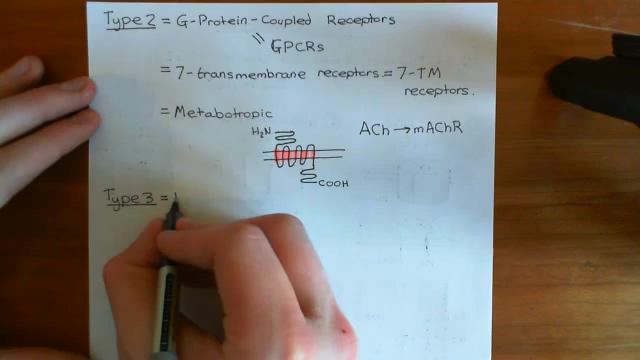 Type 2 = G-Protein-Coupled Receptors
= GPCRs
= 7-transmembrane receptors = 7-TM
receptors.
= Metabotropic
H₂N
ACh → mAChR
COOH
Type 3 =